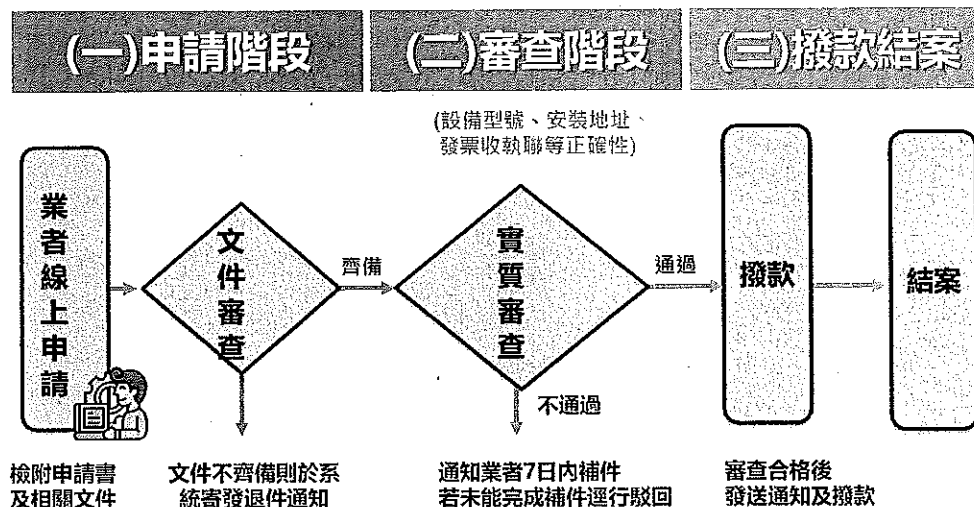 (一)申請階段
(二)審查階段
(三)撥款結案
(設備型號、安裝地址、
發票收執聯等正確性)
業者線上申請
文件審查
齊備
實質審查
通過
撥款
結案
不通過
檢附申請書
及相關文件
文件不齊備則於系
統寄發退件通知
通知業者7日內補件
若未能完成補件逕行駁回
審查合格後
發送通知及撥款